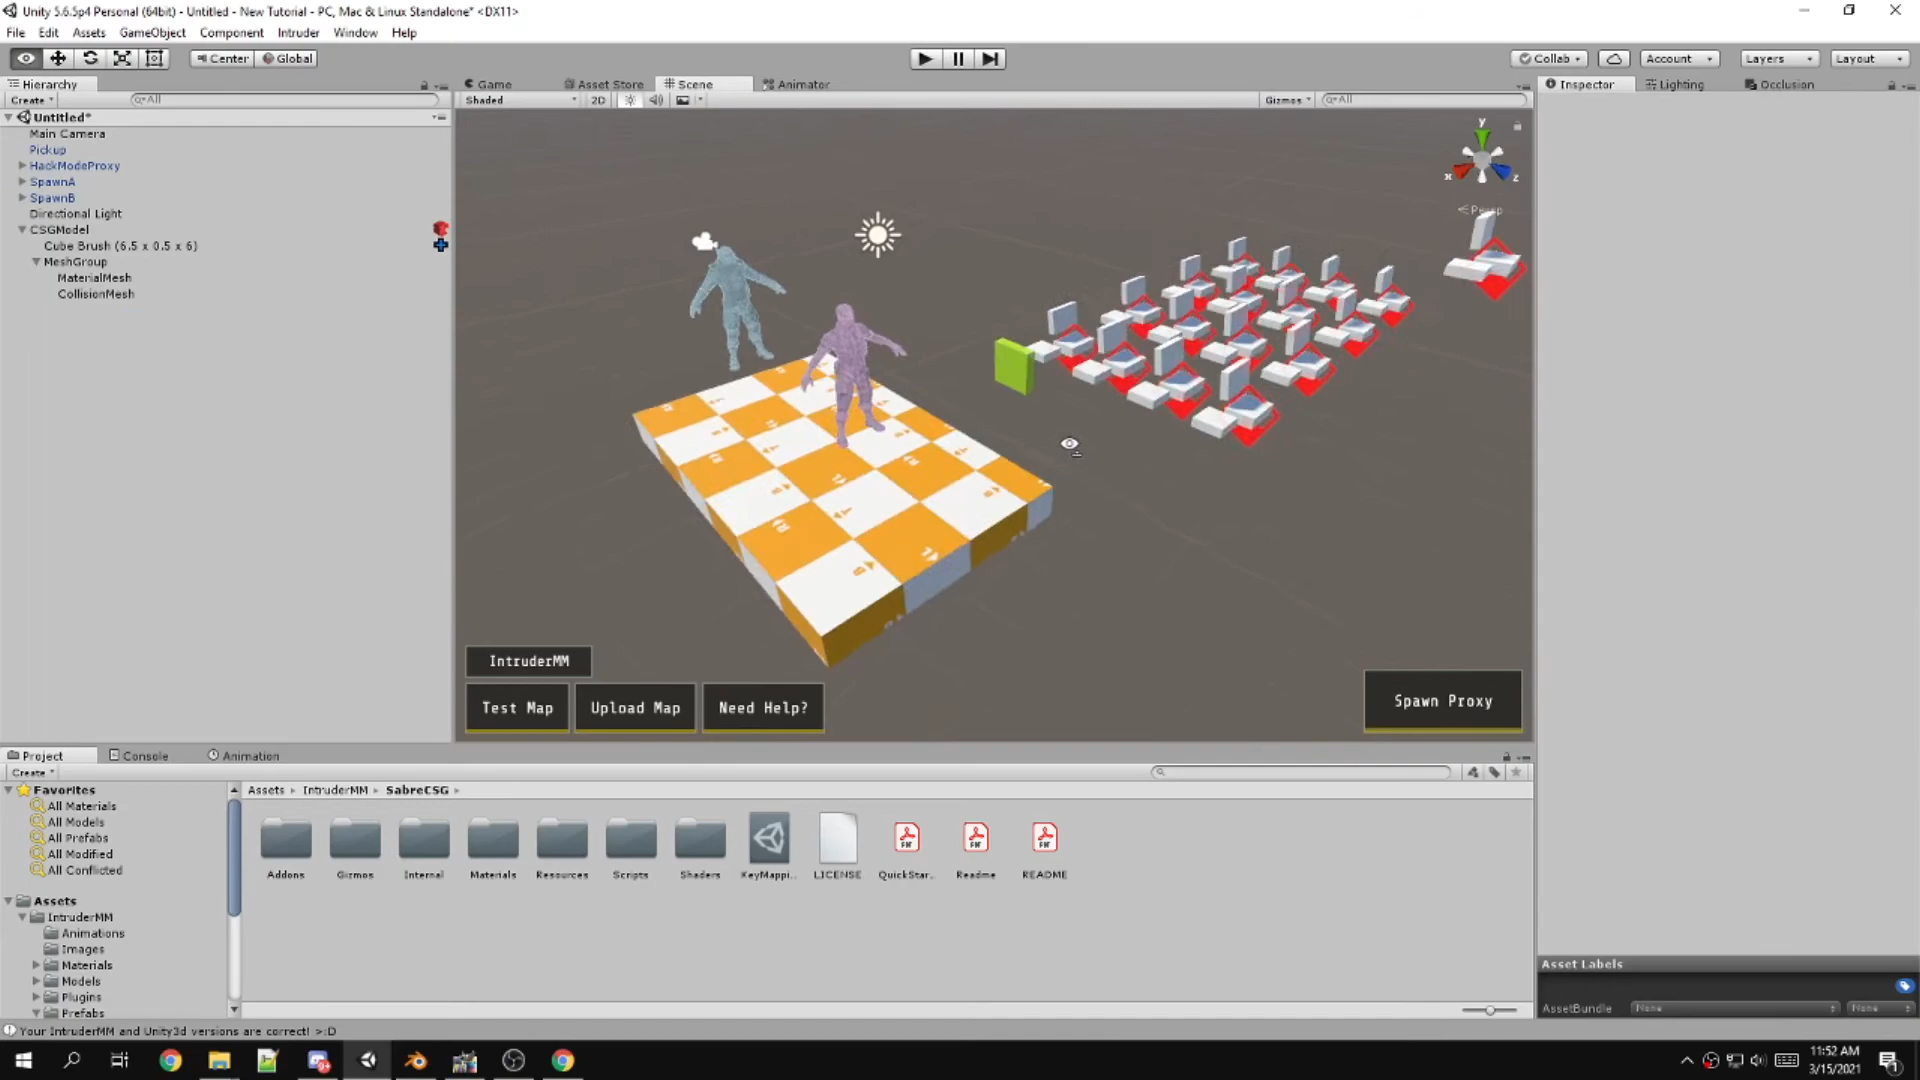 Unity 5.6.5p4 Personal (64bit) - Untitled - New Tutorial - PC, Mac & Linux Standalone* <DX11>
File Edit Assets GameObject Component Intruder Window Help
Center Global Collab Account Layers Layout
Hierarchy Game Asset Store Scene Animator Inspector Lighting Occlusion
Create All Shaded 2D Gizmos All
Untitled*
Main Camera
Pickup
HackModeProxy
SpawnA
SpawnB
Directional Light
CSGModel
Cube Brush (6.5 x 0.5 x 6)
MeshGroup
MaterialMesh
CollisionMesh
y
x
z
Persp
IntruderMM
Test Map Upload Map Need Help?
Spawn Proxy
Project Console Animation
Create
Favorites
All Materials
All Models
All Prefabs
All Modified
All Conflicted
Assets
IntruderMM
Animations
Images
Materials
Models
Plugins
Prefabs
Assets IntruderMM SabreCSG
Addons Gizmos Internal Materials Resources Scripts Shaders KeyMappi.. LICENSE QuickStar.. Readme README
Asset Labels
AssetBundle None None
Your IntruderMM and Unity3d versions are correct! >:D
11:52 AM
3/15/2021